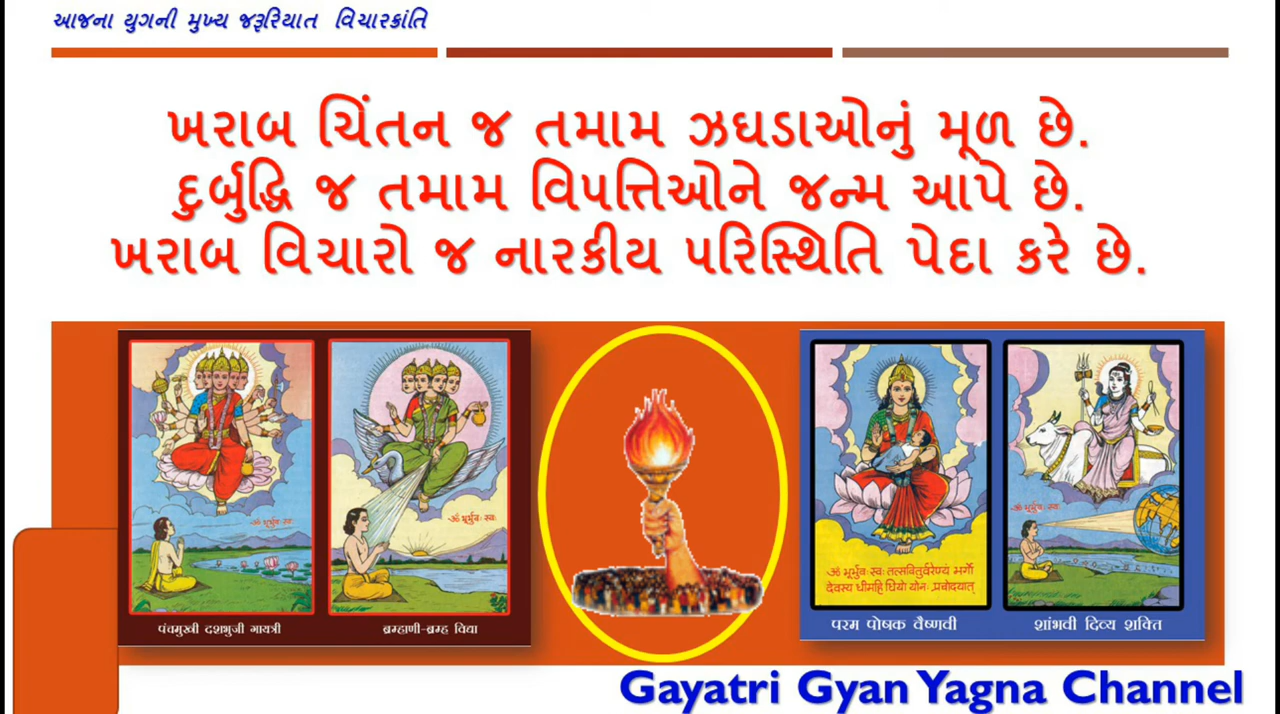 આજના યુગની મુખ્ય જરૂરિયાત વિચારક્રાંતિ
ખરાબ ચિંતન જ તમામ ઝઘડાઓનું મૂળ છે.
દુર્બુદ્ધિ જ તમામ વિપત્તિઓને જન્મ આપે છે.
ખરાબ વિચારો જ નારકીય પરિસ્થિતિ પેદા કરે છે.
ॐ भूर्भुवः स्वः
ॐ भूर्भुवः स्वः
पंचमुखी दशभुजी गायत्री
ब्रम्हाणी-ब्रम्ह विद्या
ॐ भूर्भुवः स्वः तत्सवितुर्वरेण्यं भर्गो
देवस्य धीमहि धियो योनः प्रचोदयात्
ॐ भूर्भुवः स्वः
परम पोषक वैष्णवी
शांभवी दिव्य शक्ति
Gayatri Gyan Yagna Channel